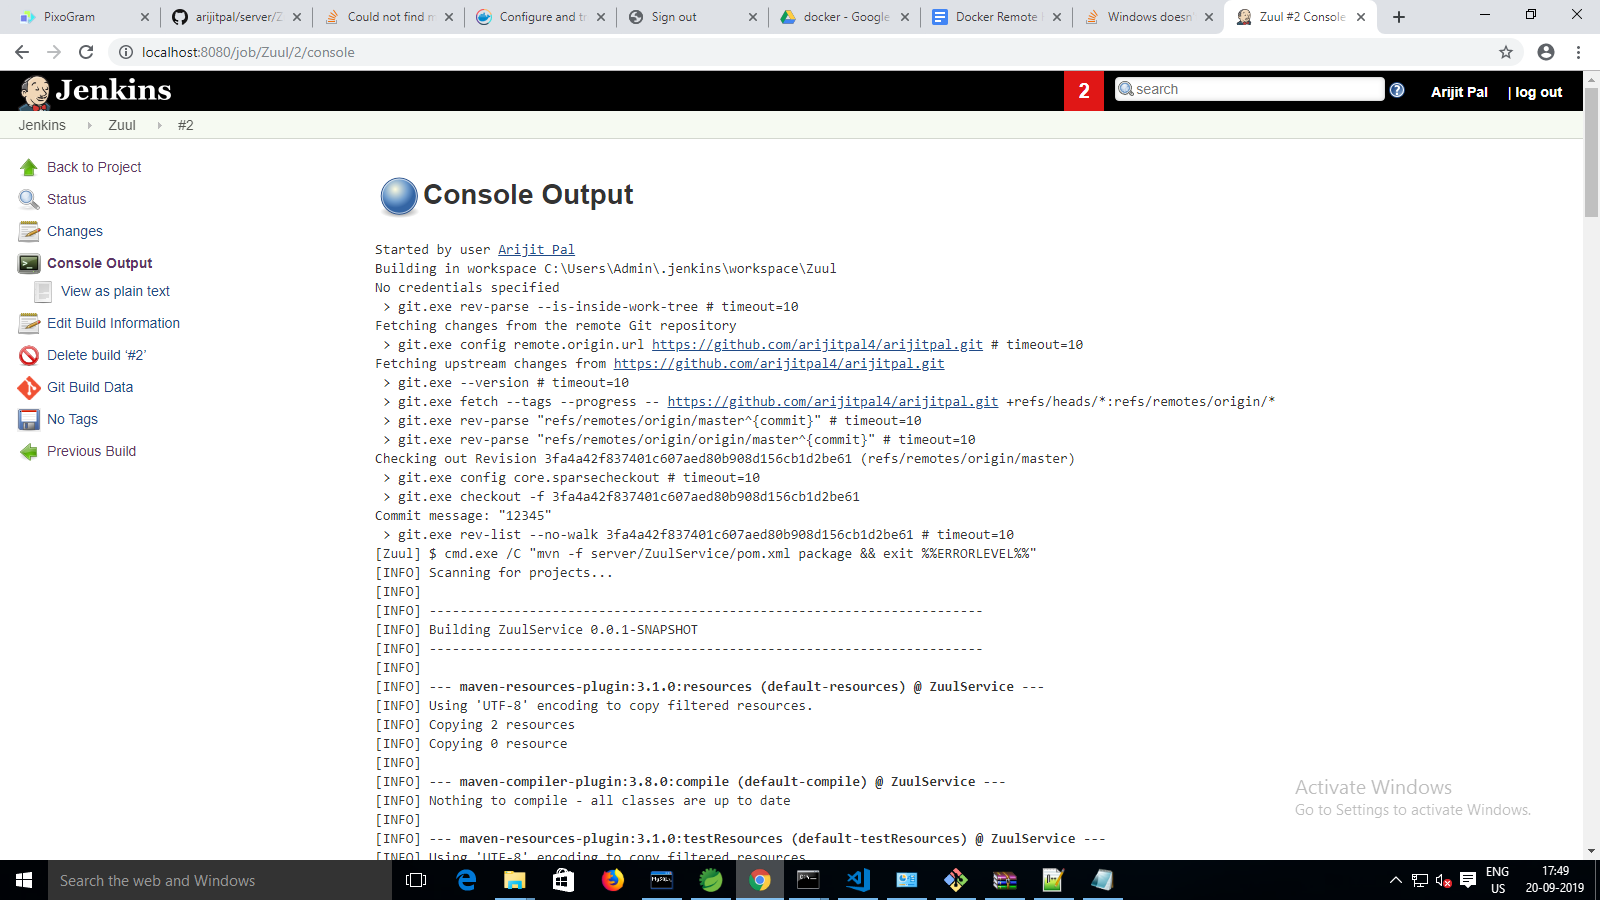 PixoGram
arijitpal/server/Z
Could not find m
Configure and tr
Sign out
docker - Google
Docker Remote
Windows doesn'
Zuul #2 Console
localhost:8080/job/Zuul/2/console
Jenkins
2
search
Arijit Pal
| log out
Jenkins
Zuul
#2
Back to Project
Status
Changes
Console Output
View as plain text
Edit Build Information
Delete build ‘#2’
Git Build Data
No Tags
Previous Build
Console Output
Started by user Arijit Pal
Building in workspace C:\Users\Admin\.jenkins\workspace\Zuul
No credentials specified
> git.exe rev-parse --is-inside-work-tree # timeout=10
Fetching changes from the remote Git repository
> git.exe config remote.origin.url https://github.com/arijitpal4/arijitpal.git # timeout=10
Fetching upstream changes from https://github.com/arijitpal4/arijitpal.git
> git.exe --version # timeout=10
> git.exe fetch --tags --progress -- https://github.com/arijitpal4/arijitpal.git +refs/heads/*:refs/remotes/origin/*
> git.exe rev-parse "refs/remotes/origin/master^{commit}" # timeout=10
> git.exe rev-parse "refs/remotes/origin/origin/master^{commit}" # timeout=10
Checking out Revision 3fa4a42f837401c607aed80b908d156cb1d2be61 (refs/remotes/origin/master)
> git.exe config core.sparsecheckout # timeout=10
> git.exe checkout -f 3fa4a42f837401c607aed80b908d156cb1d2be61
Commit message: "12345"
> git.exe rev-list --no-walk 3fa4a42f837401c607aed80b908d156cb1d2be61 # timeout=10
[Zuul] $ cmd.exe /C "mvn -f server/ZuulService/pom.xml package && exit %%ERRORLEVEL%%"
[INFO] Scanning for projects...
[INFO]
[INFO] ------------------------------------------------------------------------
[INFO] Building ZuulService 0.0.1-SNAPSHOT
[INFO] ------------------------------------------------------------------------
[INFO]
[INFO] --- maven-resources-plugin:3.1.0:resources (default-resources) @ ZuulService ---
[INFO] Using 'UTF-8' encoding to copy filtered resources.
[INFO] Copying 2 resources
[INFO] Copying 0 resource
[INFO]
[INFO] --- maven-compiler-plugin:3.8.0:compile (default-compile) @ ZuulService ---
[INFO] Nothing to compile - all classes are up to date
[INFO]
[INFO] --- maven-resources-plugin:3.1.0:testResources (default-testResources) @ ZuulService ---
[INFO] Using 'UTF-8' encoding to copy filtered resources
Activate Windows
Go to Settings to activate Windows.
Search the web and Windows
ENG
US
17:49
20-09-2019